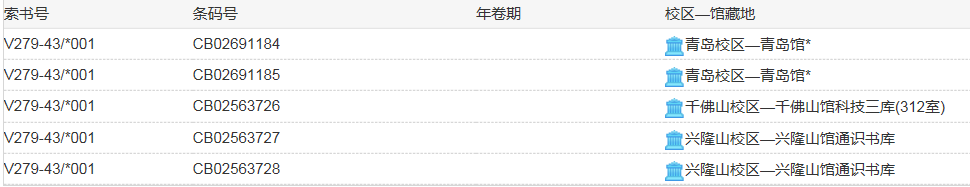 索书号 条码号 年卷期 校区—馆藏地
V279-43/*001 CB02691184 青岛校区—青岛馆*
V279-43/*001 CB02691185 青岛校区—青岛馆*
V279-43/*001 CB02563726 千佛山校区—千佛山馆科技三库(312室)
V279-43/*001 CB02563727 兴隆山校区—兴隆山馆通识书库
V279-43/*001 CB02563728 兴隆山校区—兴隆山馆通识书库